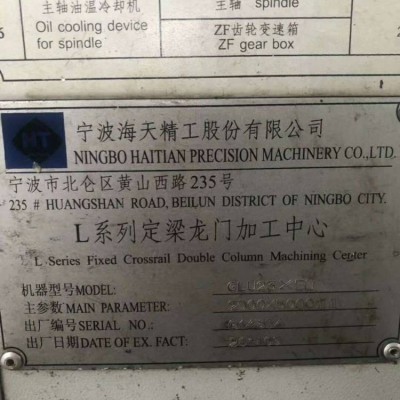 主轴油温冷却机
Oil cooling device
for spindle
主轴 spindle
ZF齿轮变速箱
ZF gear box
HT
宁波海天精工股份有限公司
NINGBO HAITIAN PRECISION MACHINERY CO.,LTD.
宁波市北仑区黄山西路235号
235 # HUANGSHAN ROAD, BEILUN DISTRICT OF NINGBO CITY.
L系列定梁龙门加工中心
L Series Fixed Crossrail Double Column Machining Center
机器型号MODEL:
主参数MAIN PARAMETER:
出厂编号SERIAL NO.:
出厂日期DATE OF EX. FACT: